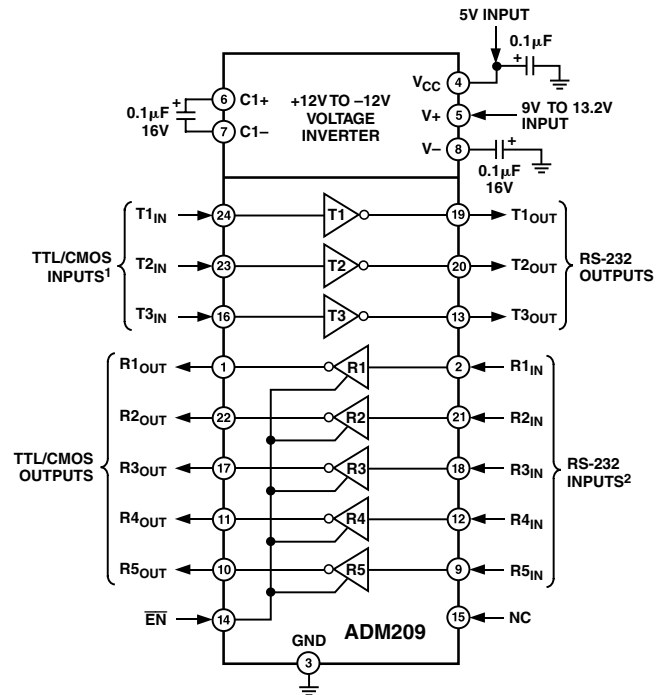 5V INPUT
0.1µF
+
VCC
4
6
C1+
+12V TO –12V
VOLTAGE
INVERTER
+
0.1µF
16V
7
C1–
V+
5
9V TO 13.2V
INPUT
V–
8
+
0.1µF
16V
TTL/CMOS
INPUTS1
T1IN
24
T1
19
T1OUT
T2IN
23
T2
20
T2OUT
T3IN
16
T3
13
T3OUT
RS-232
OUTPUTS
TTL/CMOS
OUTPUTS
R1OUT
1
R1
2
R1IN
R2OUT
22
R2
21
R2IN
R3OUT
17
R3
18
R3IN
R4OUT
11
R4
12
R4IN
R5OUT
10
R5
9
R5IN
RS-232
INPUTS2
EN
14
ADM209
15
NC
GND
3